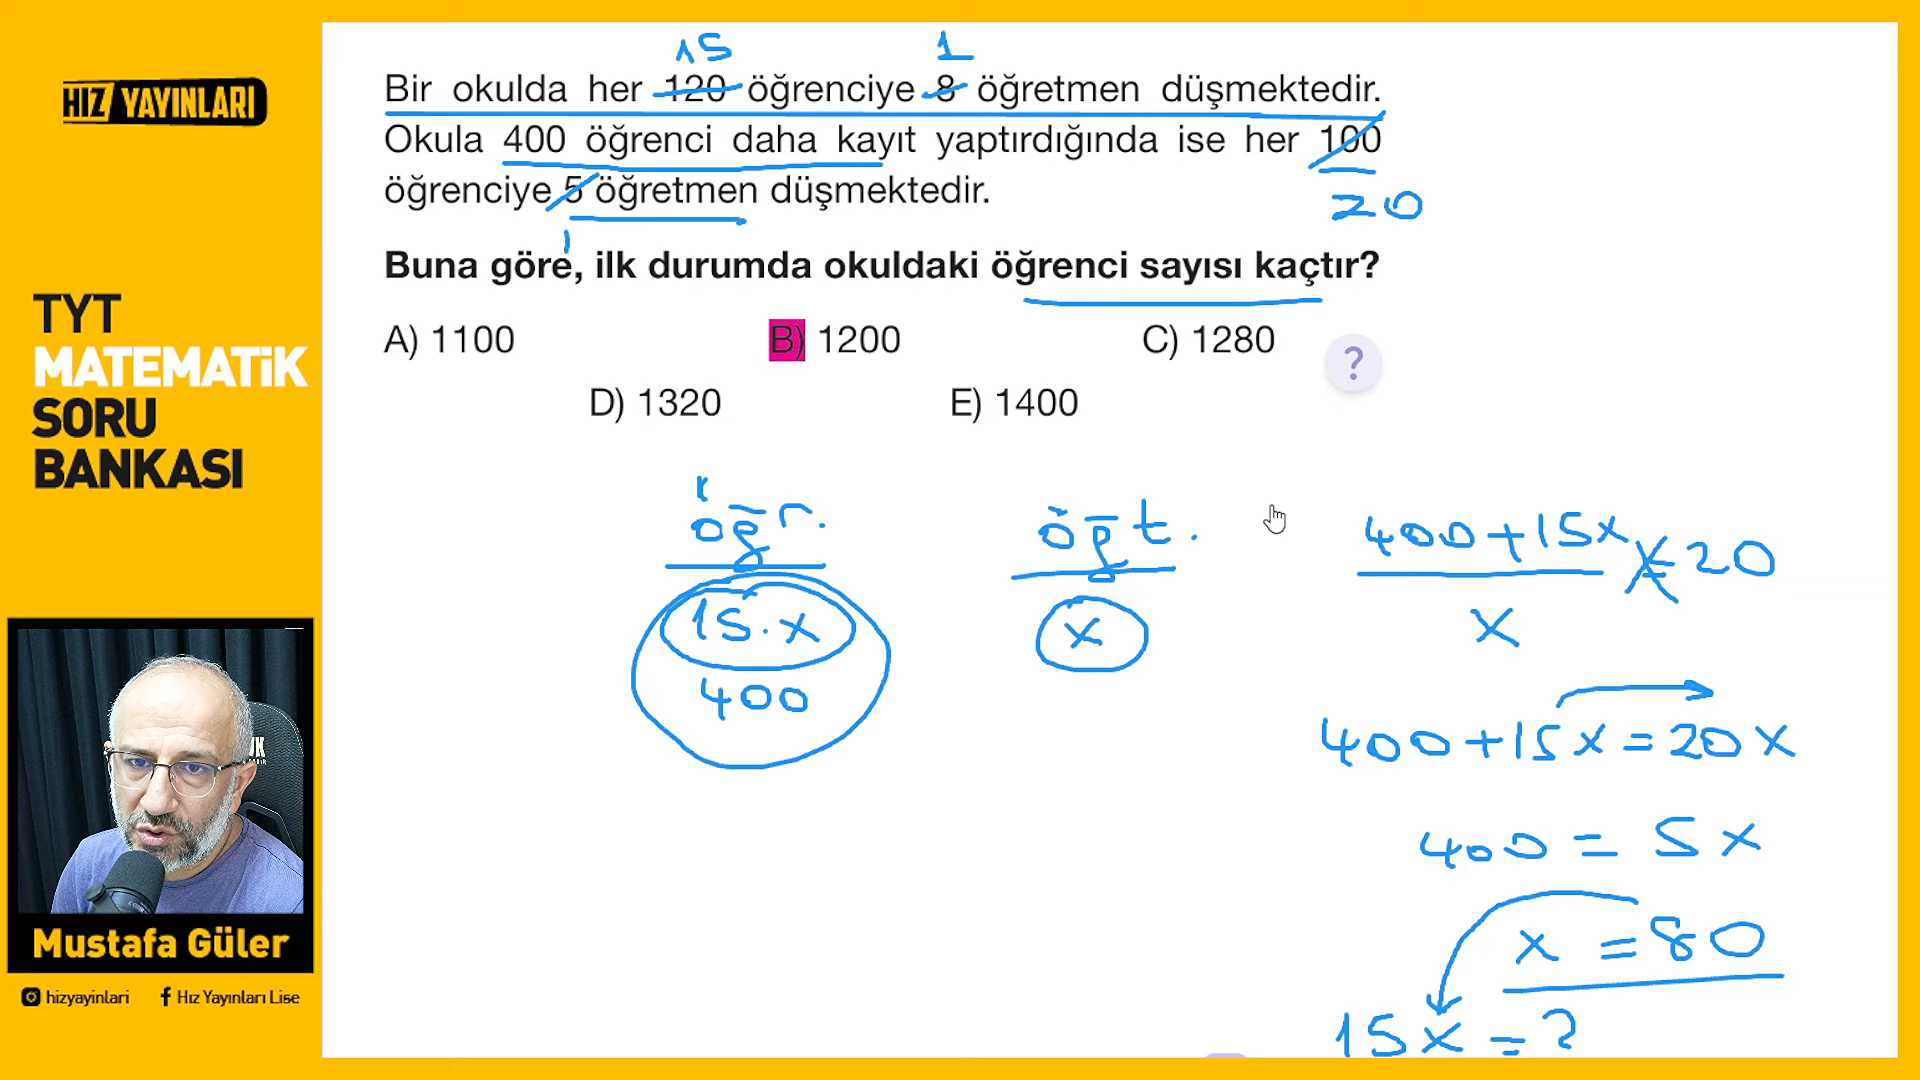 HIZ YAYINLARI
TYT
MATEMATİK
SORU
BANKASI
Mustafa Güler
hizyayinlari
Hız Yayınları Lise
15 1
Bir okulda her 120 öğrenciye 8 öğretmen düşmektedir.
Okula 400 öğrenci daha kayıt yaptırdığında ise her 100
öğrenciye 5 öğretmen düşmektedir.
20
1
Buna göre, ilk durumda okuldaki öğrenci sayısı kaçtır?
A) 1100 B) 1200 C) 1280
?
D) 1320 E) 1400
öğr. öğt.
15.x x
400
400+15x = 20
x
400+15x=20x
400 = 5x
x = 80
15x = ?